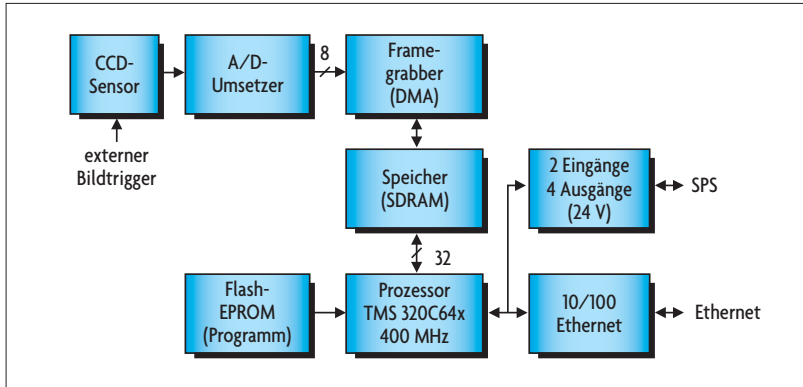 CCD-
Sensor
A/D-
Umsetzer
8
Frame-
grabber
(DMA)
externer
Bildtrigger
Speicher
(SDRAM)
2 Eingänge
4 Ausgänge
(24 V)
SPS
32
Flash-
EPROM
(Programm)
Prozessor
TMS 320C64x
400 MHz
10/100
Ethernet
Ethernet